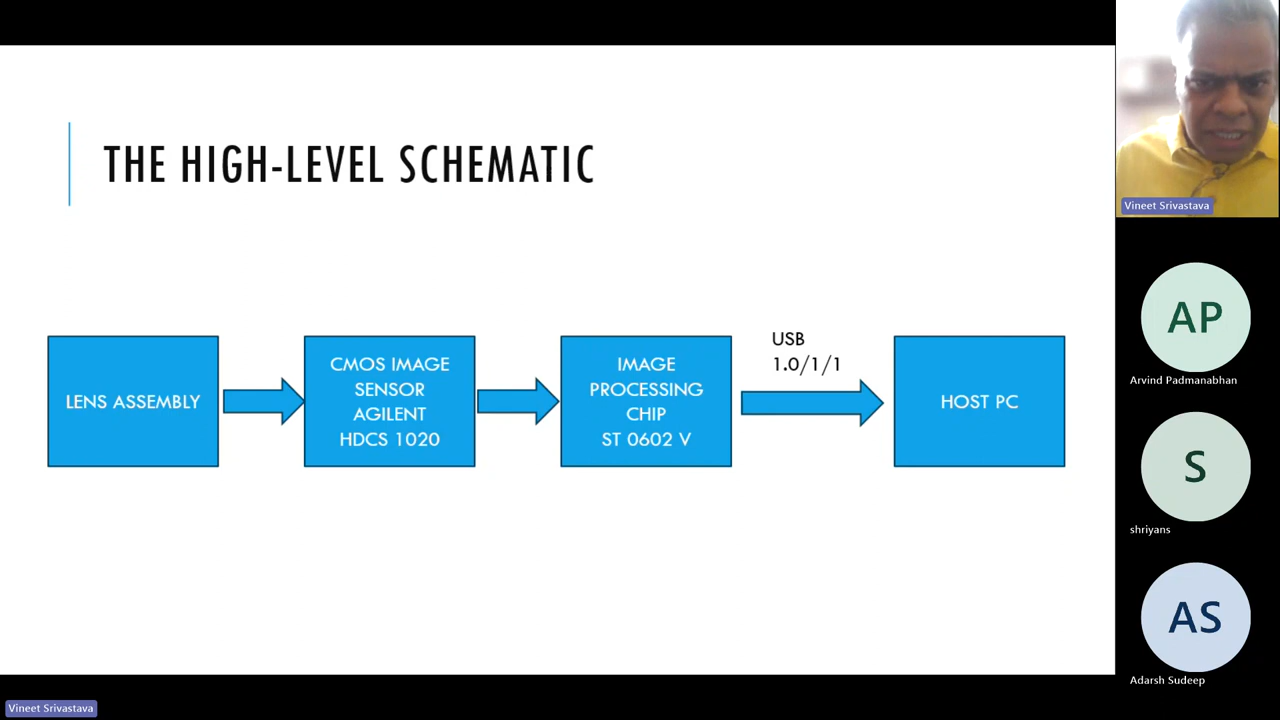 THE HIGH-LEVEL SCHEMATIC
LENS ASSEMBLY
CMOS IMAGE
SENSOR
AGILENT
HDCS 1020
IMAGE
PROCESSING
CHIP
ST 0602 V
USB
1.0/1/1
HOST PC
Vineet Srivastava
AP
Arvind Padmanabhan
S
shriyans
AS
Adarsh Sudeep
Vineet Srivastava